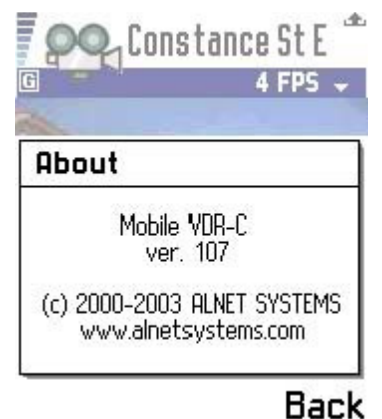 Constance St E
G
4 FPS
About
Mobile VDR-C
ver. 107
(c) 2000-2003 ALNET SYSTEMS
www.alnetsystems.com
Back